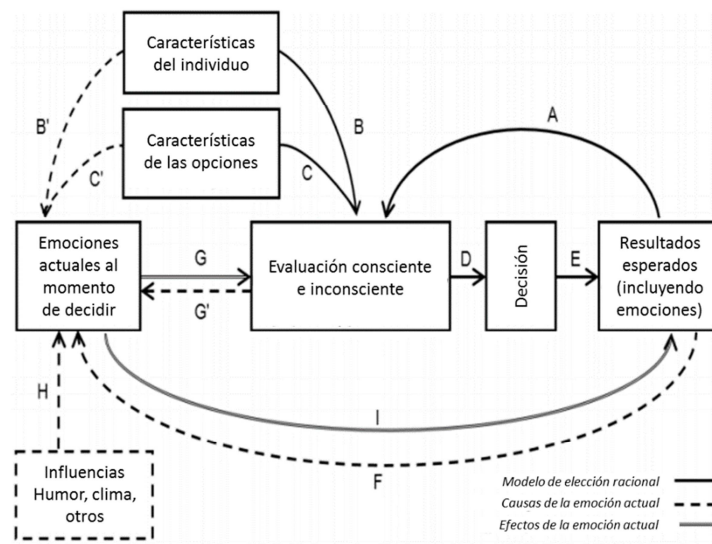 Características
del individuo
A
B'
B
Características
de las opciones
C'
C
Emociones
actuales al
momento
de decidir
G
G'
Evaluación consciente
e inconsciente
D
Decisión
E
Resultados
esperados
(incluyendo
emociones)
H
I
F
Influencias
Humor, clima,
otros
Modelo de elección racional
Causas de la emoción actual
Efectos de la emoción actual